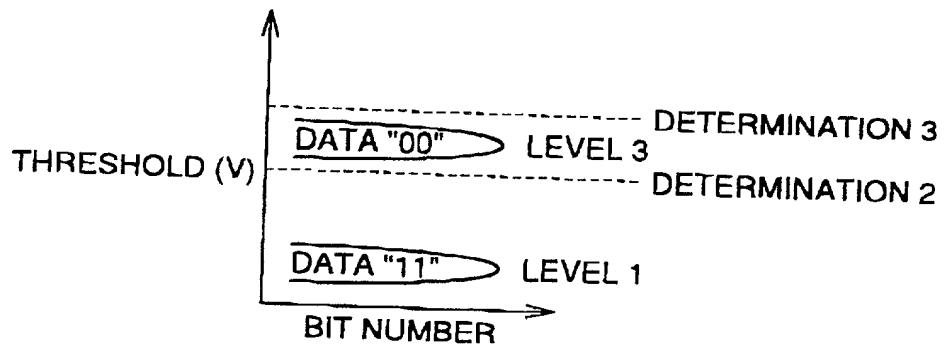 DETERMINATION 3
DATA "00"
LEVEL 3
THRESHOLD (V)
DETERMINATION 2
DATA "11"
LEVEL 1
BIT NUMBER